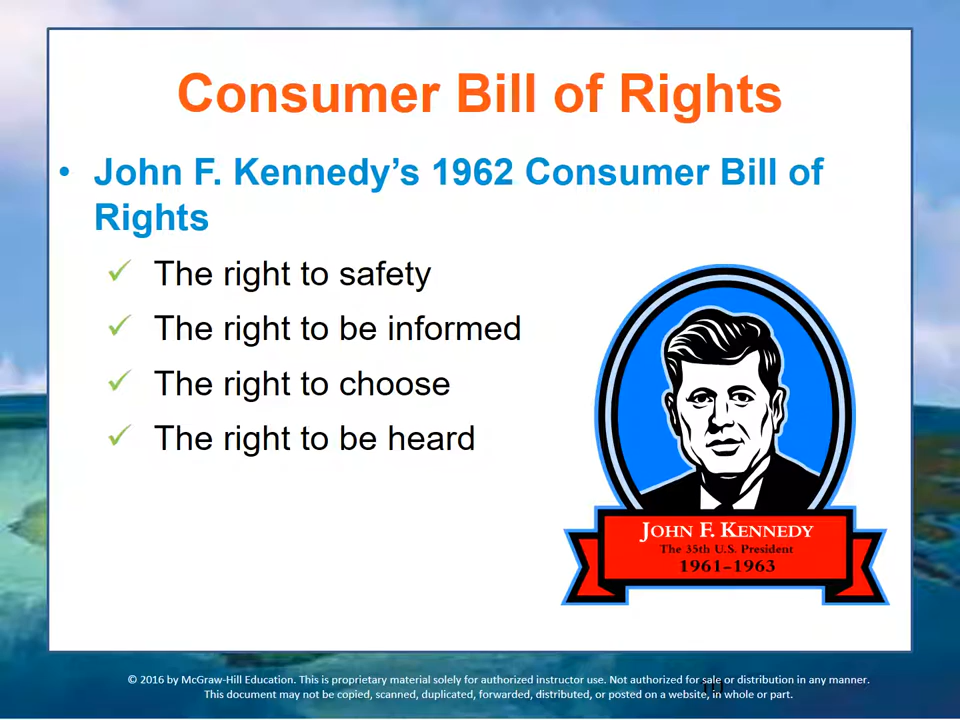 Consumer Bill of Rights
• John F. Kennedy’s 1962 Consumer Bill of
Rights
✓ The right to safety
✓ The right to be informed
✓ The right to choose
✓ The right to be heard
JOHN F. KENNEDY
The 35th U.S. President
1961–1963
© 2016 by McGraw-Hill Education. This is proprietary material solely for authorized instructor use. Not authorized for sale or distribution in any manner.
This document may not be copied, scanned, duplicated, forwarded, distributed, or posted on a website, in whole or part.